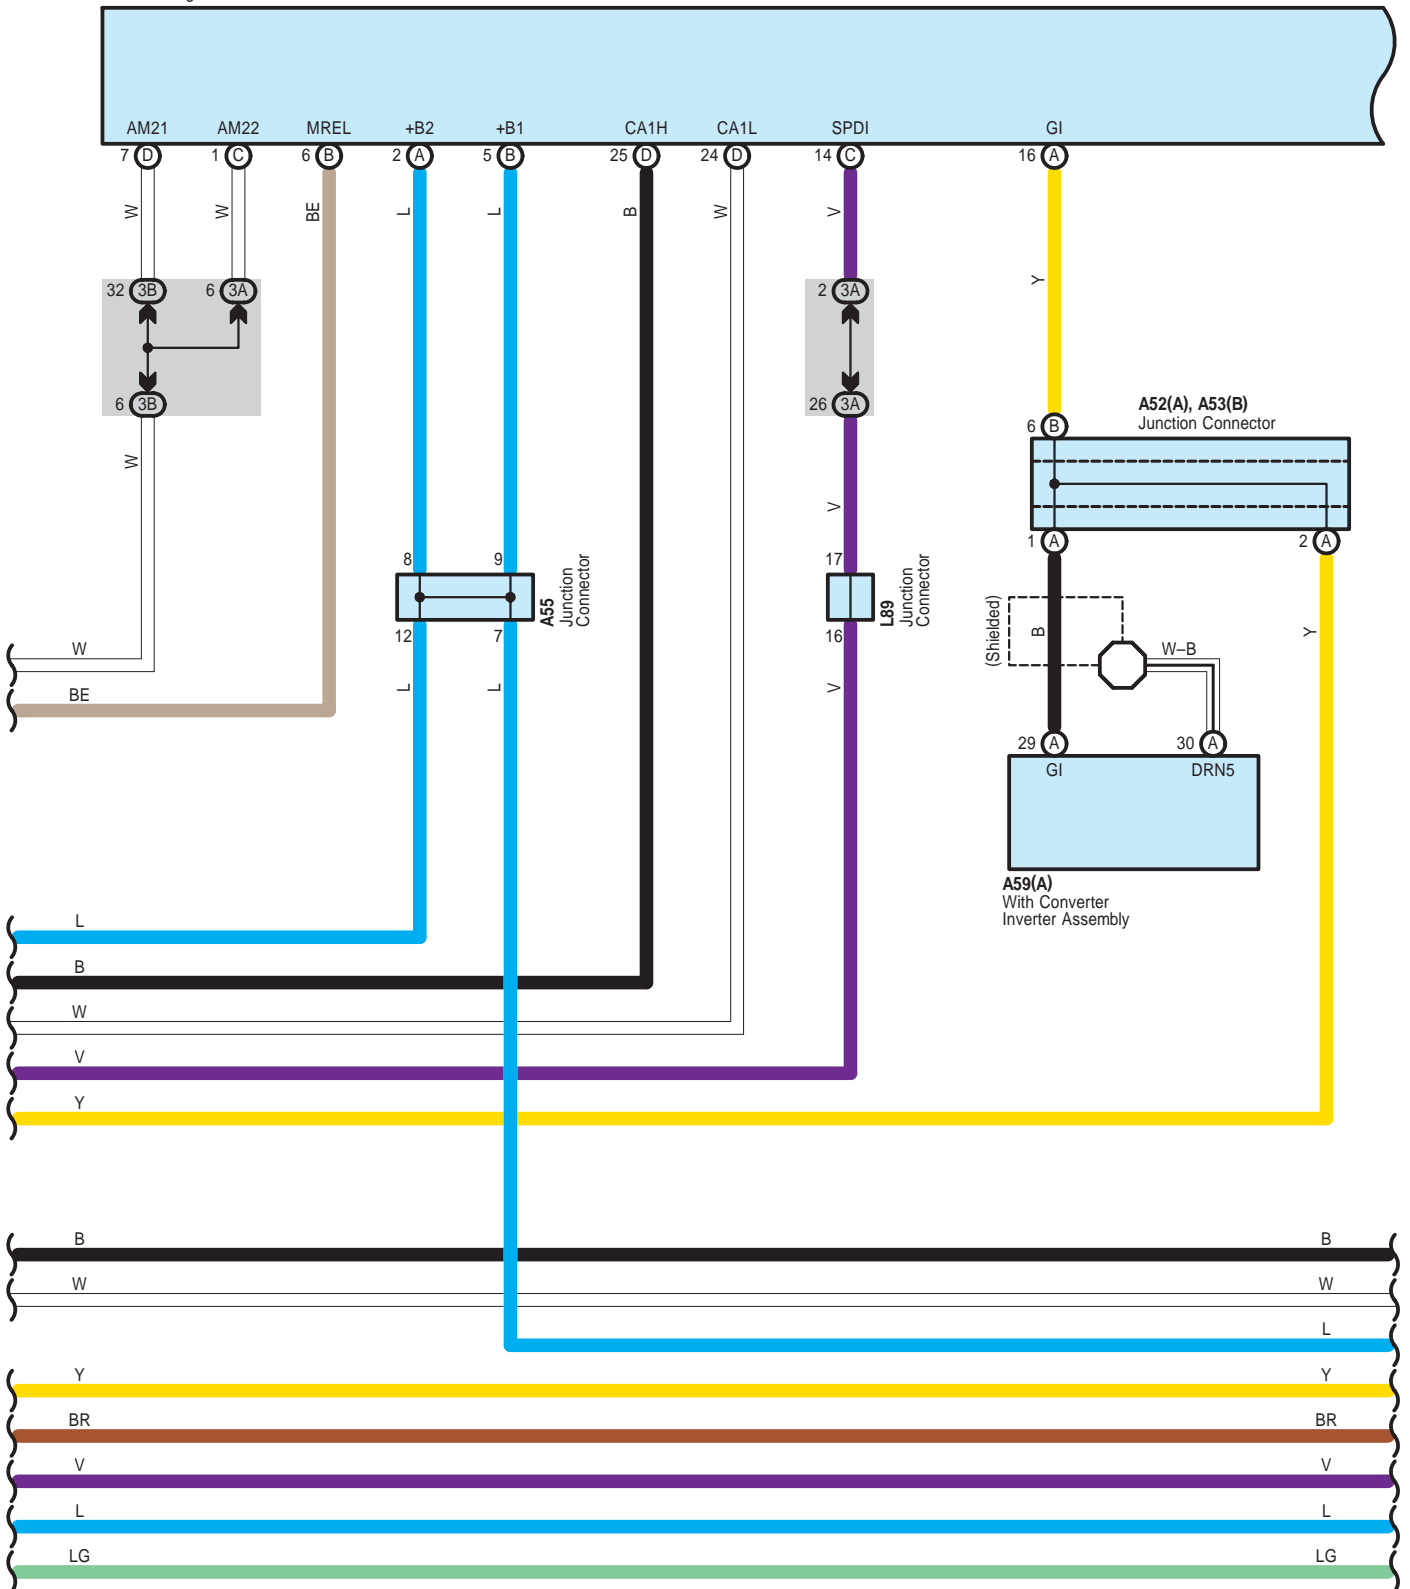 AM21 AM22 MREL +B2 +B1 CA1H CA1L SPDI GI
7 D 1 C 6 B 2 A 5 B 25 D 24 D 14 C 16 A
W W BE L L B W V Y
32 3B 6 3A 2 3A
6 3B 26 3A
A52(A), A53(B)
Junction Connector
6 B
W V
1 A 2 A
8 9 17
A55
Junction
Connector
L89
Junction
Connector
12 7 16
(Shielded)
B
W–B
Y
W
L L V
BE
29 A 30 A
GI DRN5
A59(A)
With Converter
Inverter Assembly
L
B
W
V
Y
B B
W W
L
Y Y
BR BR
V V
L L
LG LG